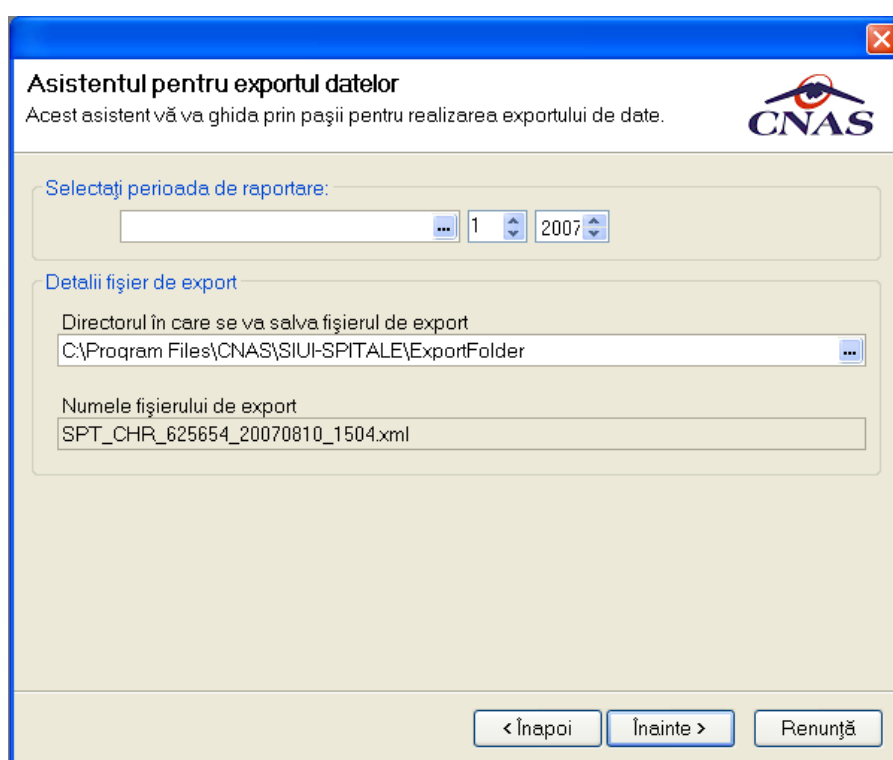 Asistentul pentru exportul datelor
Acest asistent vă va ghida prin paşii pentru realizarea exportului de date.
CNAS
Selectaţi perioada de raportare:
... 1 2007
Detalii fişier de export
Directorul în care se va salva fişierul de export
C:\Program Files\CNAS\SIUI-SPITALE\ExportFolder ...
Numele fişierului de export
SPT_CHR_625654_20070810_1504.xml
< Înapoi Înainte > Renunţă